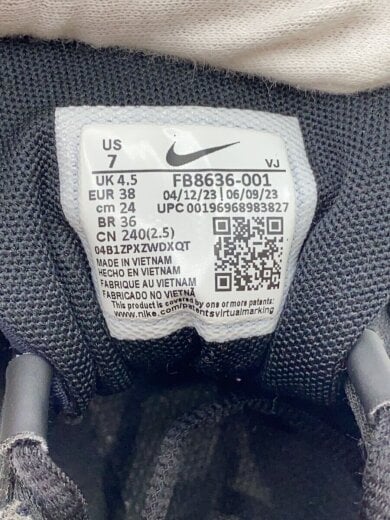 US
7
VJ
UK 4.5 FB8636-001
EUR 38 04/12/23 | 06/09/23
cm 24 UPC 00196968983827
BR 36
CN 240(2.5)
04B1ZPXZWDXQT
MADE IN VIETNAM
HECHO EN VIETNAM
FABRIQUE AU VIETNAM
FABRICADO NO VIETNÃ
This product is covered by one or more patents:
www.nike.com/patentsvirtualmarking